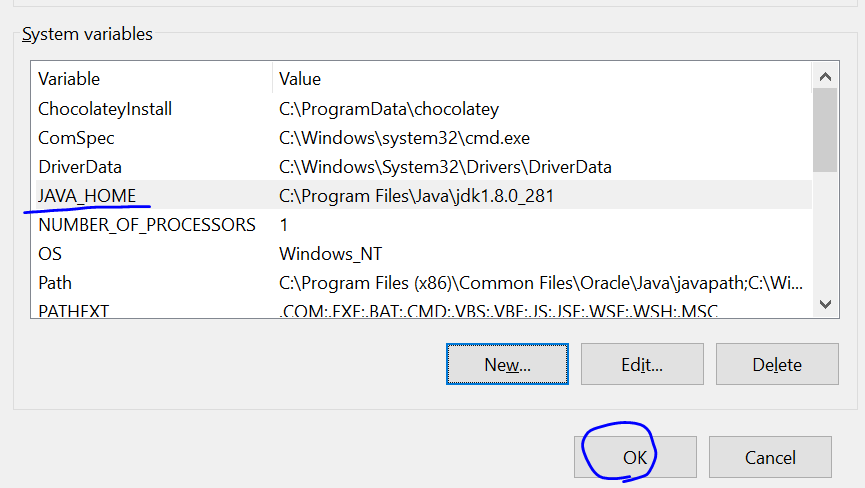 System variables
Variable Value
ChocolateyInstall C:\ProgramData\chocolatey
ComSpec C:\Windows\system32\cmd.exe
DriverData C:\Windows\System32\Drivers\DriverData
JAVA_HOME C:\Program Files\Java\jdk1.8.0_281
NUMBER_OF_PROCESSORS 1
OS Windows_NT
Path C:\Program Files (x86)\Common Files\Oracle\Java\javapath;C:\Wi...
PATHEXT .COM;.EXE;.BAT;.CMD;.VBS;.VBE;.JS;.JSE;.WSF;.WSH;.MSC
New... Edit... Delete
OK Cancel